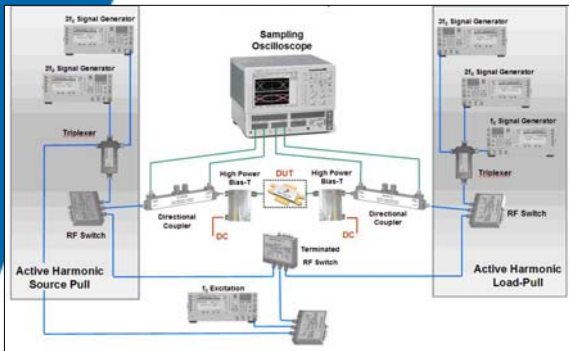 Signal Generator
2f₀ Signal Generator
Triplexer
RF Switch
Active Harmonic
Source Pull
Sampling
Oscilloscope
High Power
Bias-T
DUT
High Power
Bias-T
Directional
Coupler
DC
DC
Directional
Coupler
Terminated
RF Switch
f₀ Excitation
Signal Generator
2f₀ Signal Generator
f₀ Signal Generator
Triplexer
RF Switch
Active Harmonic
Load-Pull